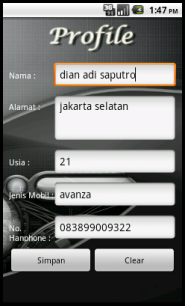 3G 1:47 PM
Profile
Nama : dian adi saputro
Alamat : jakarta selatan
Usia : 21
Jenis Mobil : avanza
No. Hanphone : 083899009322
Simpan Clear